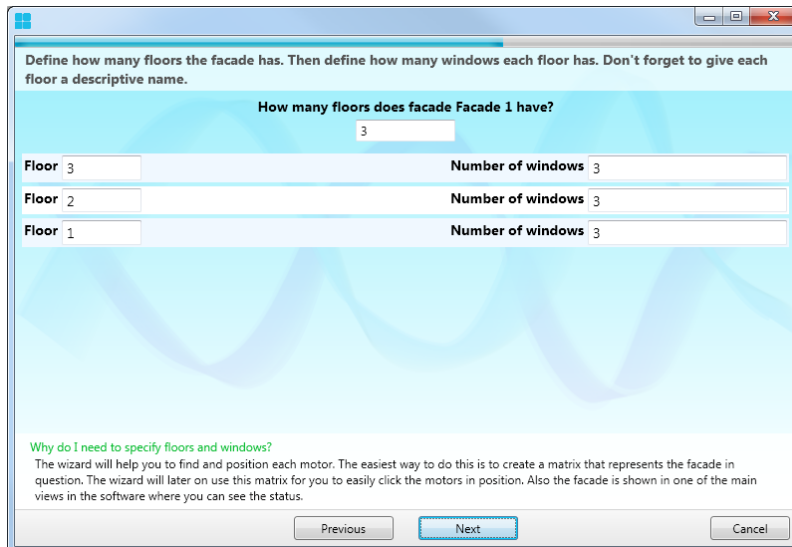 Define how many floors the facade has. Then define how many windows each floor has. Don't forget to give each
floor a descriptive name.
How many floors does facade Facade 1 have?
3
Floor 3 Number of windows 3
Floor 2 Number of windows 3
Floor 1 Number of windows 3
Why do I need to specify floors and windows?
The wizard will help you to find and position each motor. The easiest way to do this is to create a matrix that represents the facade in
question. The wizard will later on use this matrix for you to easily click the motors in position. Also the facade is shown in one of the main
views in the software where you can see the status.
Previous Next Cancel